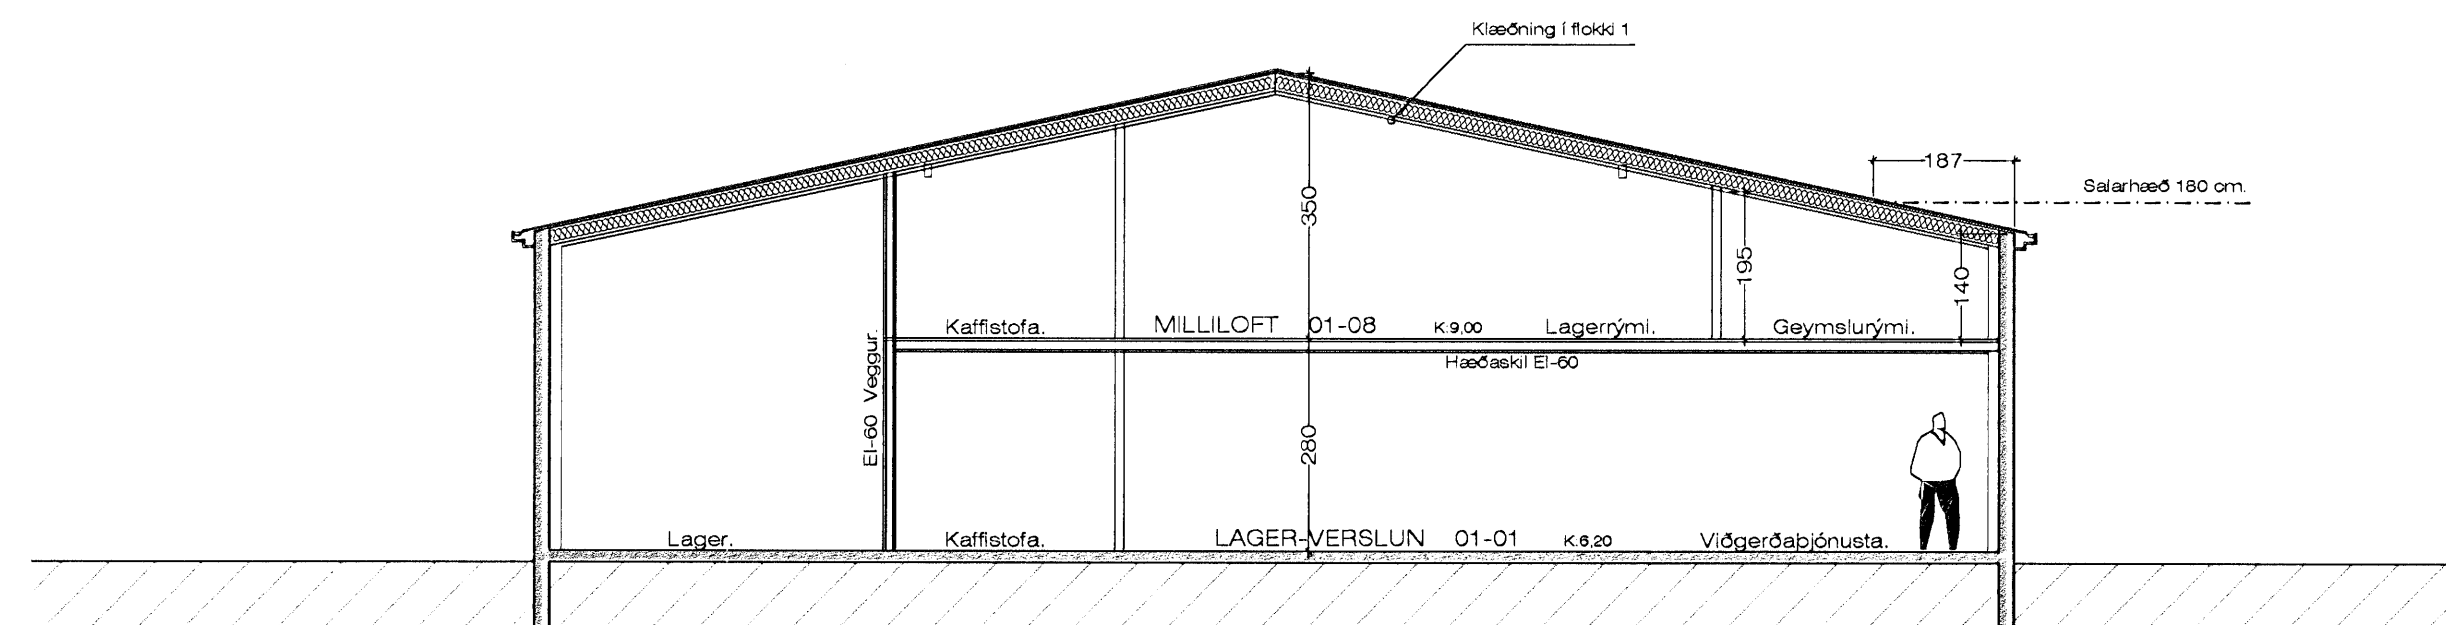 Klæðning í flokki 1
187
Salarhæð 180 cm.
350
195
140
Kaffistofa. MILLILOFT 01-08 K:9,00 Lagerrými. Geymslurými.
Hæðaskil EI-60
EI-60 Veggur.
280
Lager. Kaffistofa. LAGER-VERSLUN 01-01 K:6,20 Viðgerðaþjónusta.